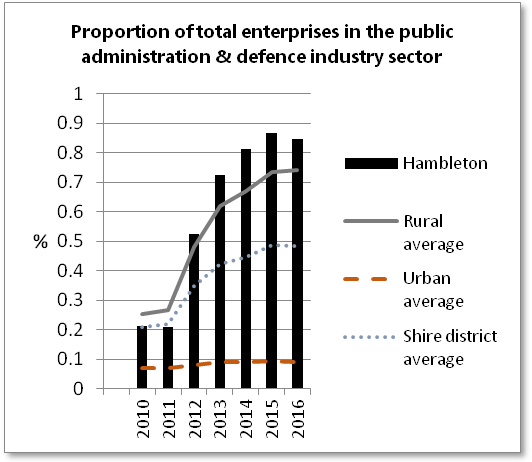 Proportion of total enterprises in the public
administration & defence industry sector
%
1
0.9
0.8
0.7
0.6
0.5
0.4
0.3
0.2
0.1
0
2010
2011
2012
2013
2014
2015
2016
Hambleton
Rural
average
Urban
average
Shire district
average